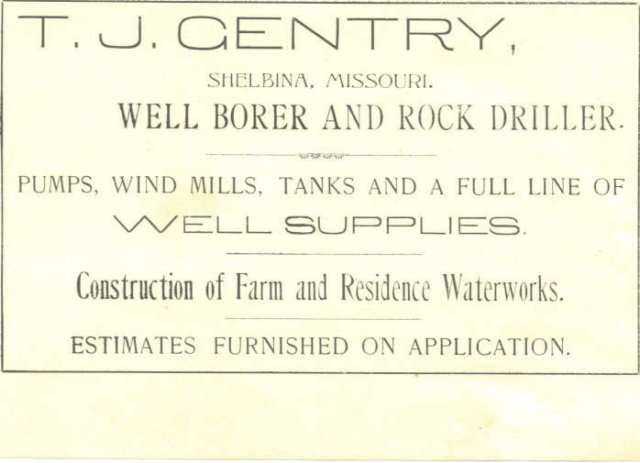 T. J. GENTRY,
SHELBINA, MISSOURI.
WELL BORER AND ROCK DRILLER.
PUMPS, WIND MILLS, TANKS AND A FULL LINE OF
WELL SUPPLIES.
Construction of Farm and Residence Waterworks.
ESTIMATES FURNISHED ON APPLICATION.